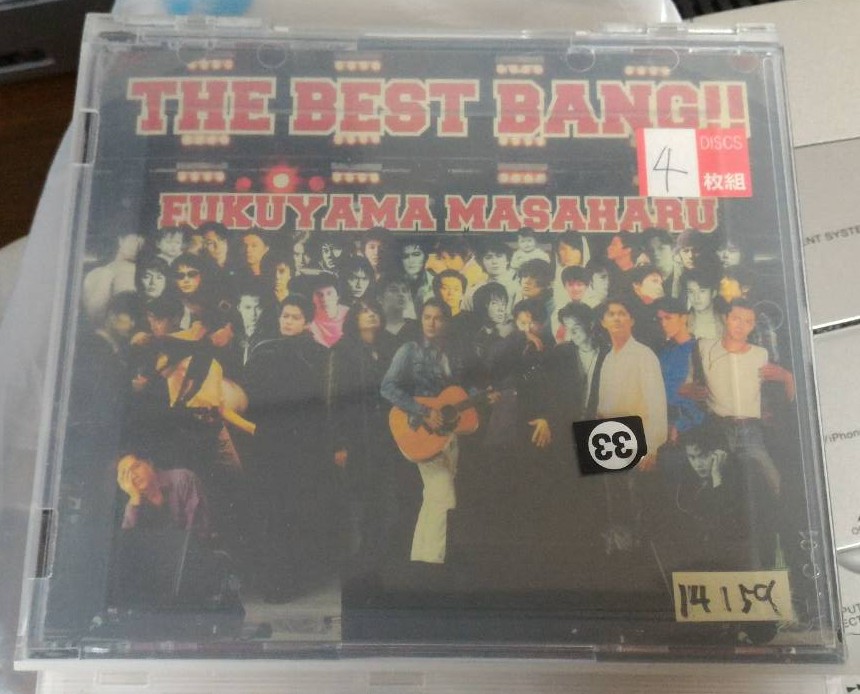 THE BEST BANG!!
4
DISCS
枚組
FUKUYAMA MASAHARU
33
14159